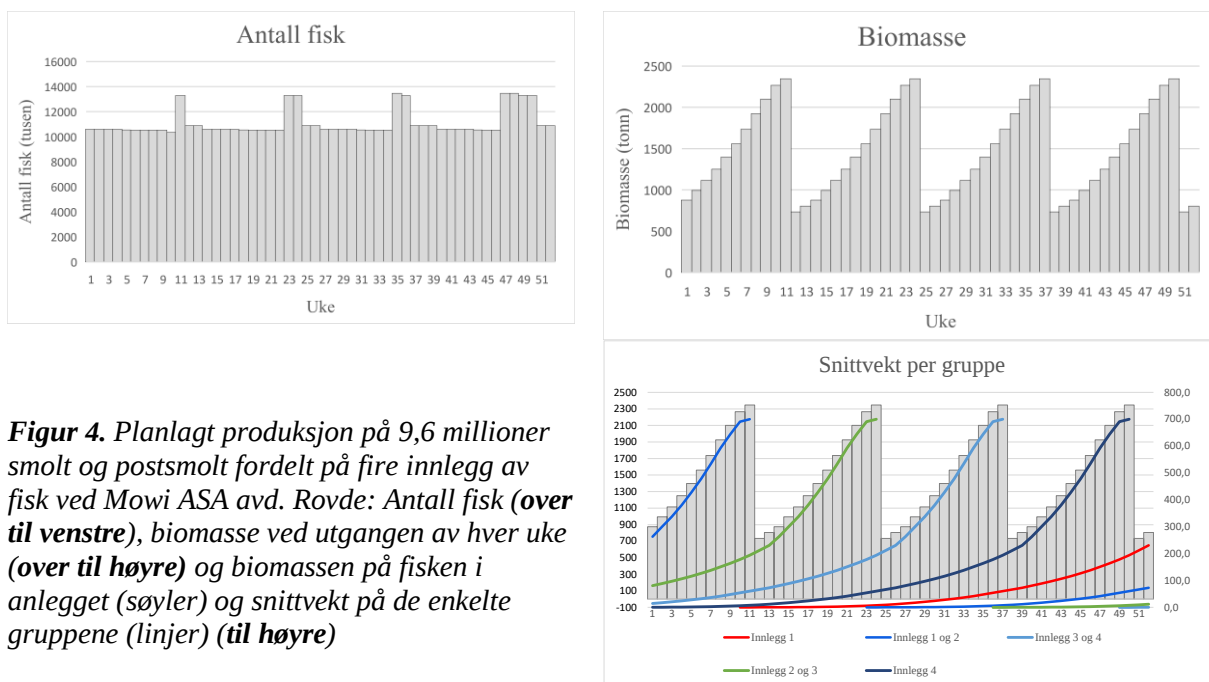 Antall fisk
16000
14000
12000
10000
8000
6000
4000
2000
0
Antall fisk (tusen)
1 3 5 7 9 11 13 15 17 19 21 23 25 27 29 31 33 35 37 39 41 43 45 47 49 51
Uke
Biomasse
2500
2000
1500
1000
500
0
Biomasse (tonn)
1 3 5 7 9 11 13 15 17 19 21 23 25 27 29 31 33 35 37 39 41 43 45 47 49 51
Uke
Figur 4. Planlagt produksjon på 9,6 millioner
smolt og postsmolt fordelt på fire innlegg av
fisk ved Mowi ASA avd. Rovde: Antall fisk (over
til venstre), biomasse ved utgangen av hver uke
(over til høyre) og biomassen på fisken i
anlegget (søyler) og snittvekt på de enkelte
gruppene (linjer) (til høyre)
Snittvekt per gruppe
2500
2300
2100
1900
1700
1500
1300
1100
900
700
500
300
100
-100
800,0
700,0
600,0
500,0
400,0
300,0
200,0
100,0
0,0
1 3 5 7 9 11 13 15 17 19 21 23 25 27 29 31 33 35 37 39 41 43 45 47 49 51
Innlegg 1
Innlegg 1 og 2
Innlegg 3 og 4
Innlegg 2 og 3
Innlegg 4